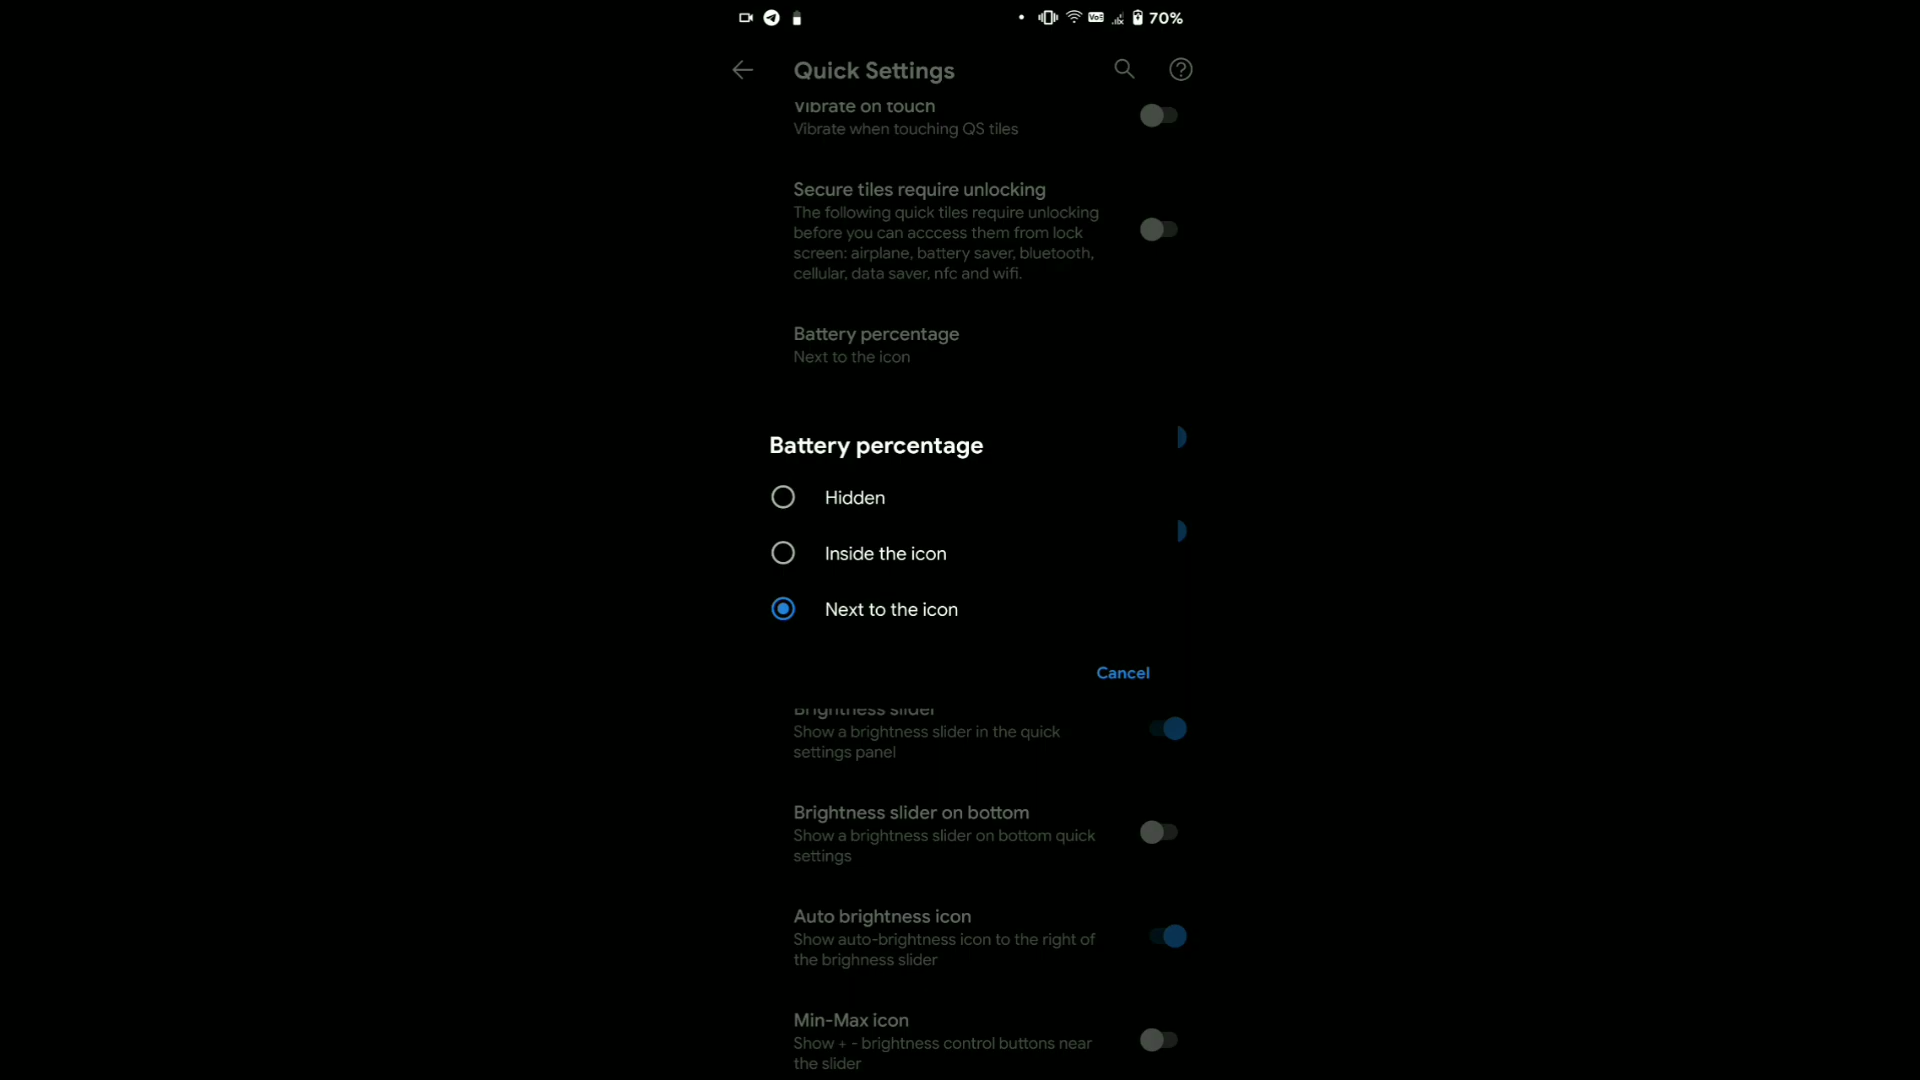 70%
Quick Settings
Vibrate on touch
Vibrate when touching QS tiles
Secure tiles require unlocking
The following quick tiles require unlocking
before you can acccess them from lock
screen: airplane, battery saver, bluetooth,
cellular, data saver, nfc and wifi.
Battery percentage
Next to the icon
Battery percentage
Hidden
Inside the icon
Next to the icon
Cancel
Brightness slider
Show a brightness slider in the quick
settings panel
Brightness slider on bottom
Show a brightness slider on bottom quick
settings
Auto brightness icon
Show auto-brightness icon to the right of
the brighness slider
Min-Max icon
Show + - brightness control buttons near
the slider